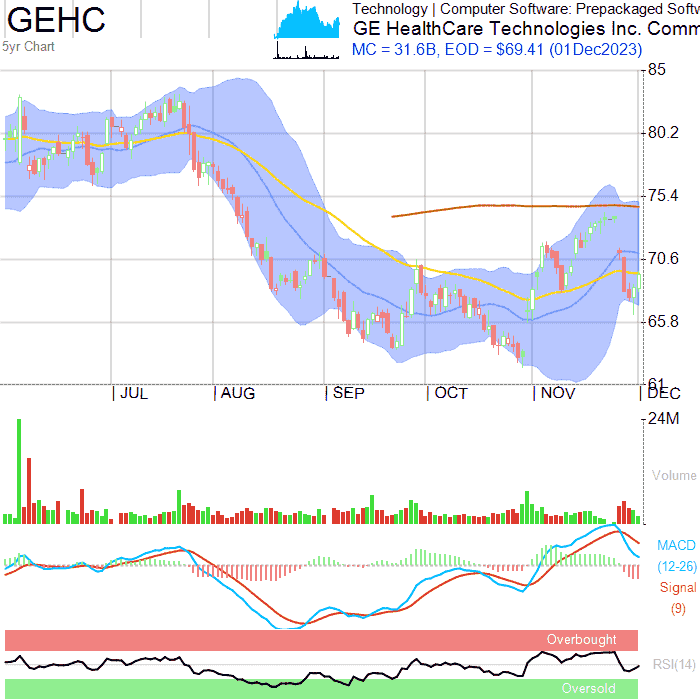 GEHC
5yr Chart
Technology | Computer Software: Prepackaged Softw
GE HealthCare Technologies Inc. Comm
MC = 31.6B, EOD = $69.41 (01Dec2023)
85
80.2
75.4
70.6
65.8
61
JUL AUG SEP OCT NOV DEC
24M
Volume
MACD
(12-26)
Signal
(9)
Overbought
RSI(14)
Oversold